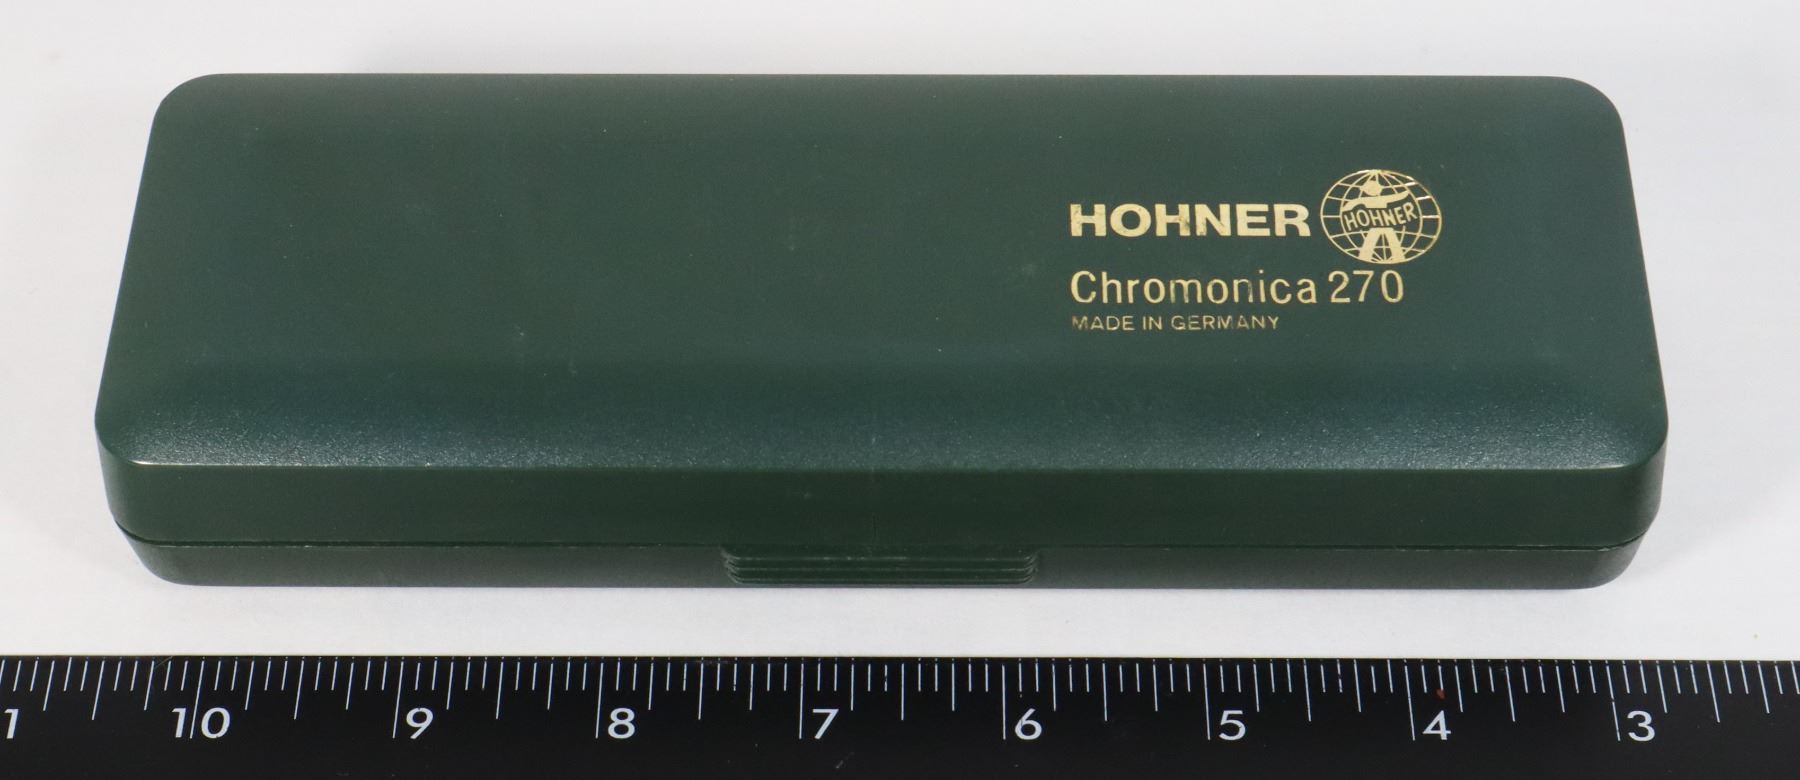 HOHNER HOHNER
Chromonica 270
MADE IN GERMANY
1 10 9 8 7 6 5 4 3